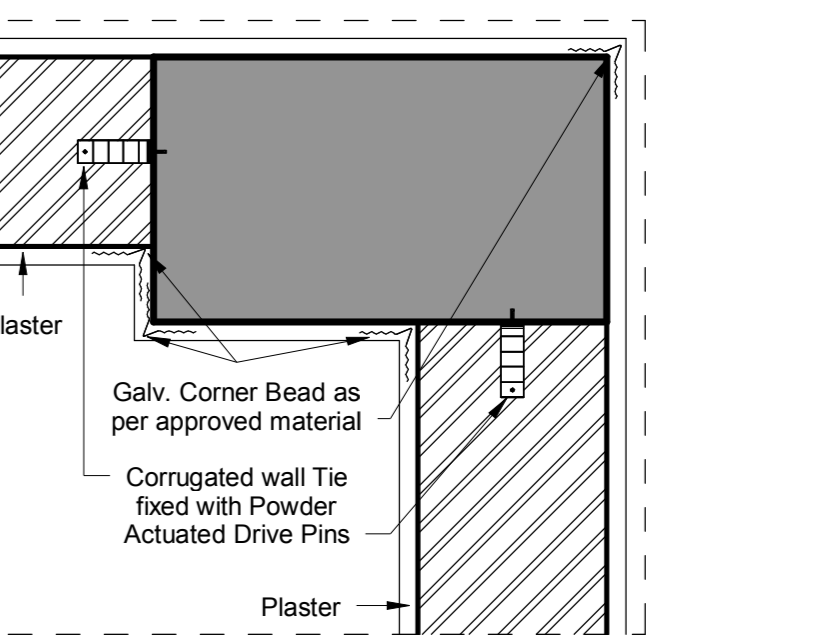 laster
Galv. Corner Bead as
per approved material
Corrugated wall Tie
fixed with Powder
Actuated Drive Pins
Plaster